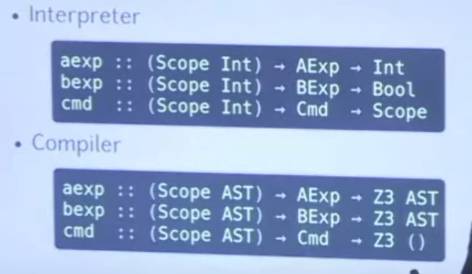 • Interpreter
aexp :: (Scope Int) → AExp → Int
bexp :: (Scope Int) → BExp → Bool
cmd :: (Scope Int) → Cmd → Scope
• Compiler
aexp :: (Scope AST) → AExp → Z3 AST
bexp :: (Scope AST) → BExp → Z3 AST
cmd :: (Scope AST) → Cmd → Z3 ()